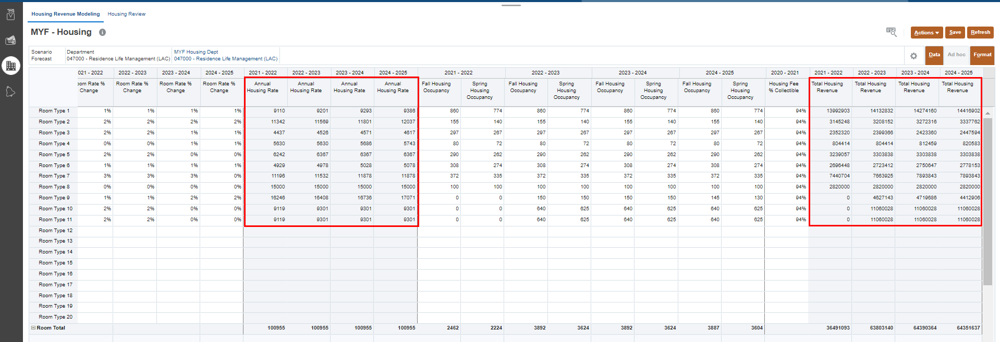 Housing Revenue Modeling Housing Review
MYF - Housing
Actions Save Refresh
Scenario Department MYF Housing Dept
Forecast 047000 - Residence Life Management (LAC) 047000 - Residence Life Management (LAC)
Data Ad hoc Format
021 - 2022 2022 - 2023 2023 - 2024 2024 - 2025 2021 - 2022 2022 - 2023 2023 - 2024 2024 - 2025 2021 - 2022 2022 - 2023 2023 - 2024 2024 - 2025 2020 - 2021 2021 - 2022 2022 - 2023 2023 - 2024 2024 - 2025
oom Rate % Room Rate % Room Rate % Room Rate % Annual Annual Annual Annual Fall Housing Spring Fall Housing Spring Fall Housing Spring Fall Housing Spring Housing Fee Total Housing Total Housing Total Housing Total Housing
Change Change Change Change Housing Rate Housing Rate Housing Rate Housing Rate Occupancy Housing Occupancy Housing Occupancy Housing Occupancy Housing % Collectible Revenue Revenue Revenue Revenue
Occupancy Occupancy Occupancy Occupancy
Room Type 1 1% 1% 1% 1% 9110 9201 9293 9386 860 774 860 774 860 774 860 774 94% 13992903 14132832 14274160 14416902
Room Type 2 2% 2% 2% 2% 11342 11569 11801 12037 155 140 155 140 155 140 155 140 94% 3145248 3208152 3272316 3337762
Room Type 3 2% 2% 1% 1% 4437 4526 4571 4617 297 267 297 267 297 267 297 267 94% 2352320 2399366 2423360 2447594
Room Type 4 0% 0% 1% 1% 5630 5630 5686 5743 80 72 80 72 80 72 80 72 94% 804414 804414 812459 820583
Room Type 5 2% 2% 0% 0% 6242 6367 6367 6367 290 262 290 262 290 262 290 262 94% 3239057 3303838 3303838 3303838
Room Type 6 1% 1% 1% 1% 4929 4978 5028 5078 308 274 308 274 308 274 308 274 94% 2696448 2723412 2750647 2778153
Room Type 7 3% 3% 3% 0% 11196 11532 11878 11878 372 335 372 335 372 335 372 335 94% 7440704 7663925 7893843 7893843
Room Type 8 0% 0% 0% 0% 15000 15000 15000 15000 100 100 100 100 100 100 100 100 94% 2820000 2820000 2820000 2820000
Room Type 9 1% 1% 2% 2% 16246 16408 16736 17071 0 0 150 150 150 150 145 130 94% 0 4627143 4719686 4412906
Room Type 10 2% 2% 0% 0% 9119 9301 9301 9301 0 0 640 625 640 625 640 625 94% 0 11060028 11060028 11060028
Room Type 11 2% 2% 0% 0% 9119 9301 9301 9301 0 0 640 625 640 625 640 625 94% 0 11060028 11060028 11060028
Room Type 12
Room Type 13
Room Type 14
Room Type 15
Room Type 16
Room Type 17
Room Type 18
Room Type 19
Room Type 20
Room Total 100955 100955 100955 100955 2462 2224 3892 3624 3892 3624 3887 3604 36491093 63803140 64390364 64351637